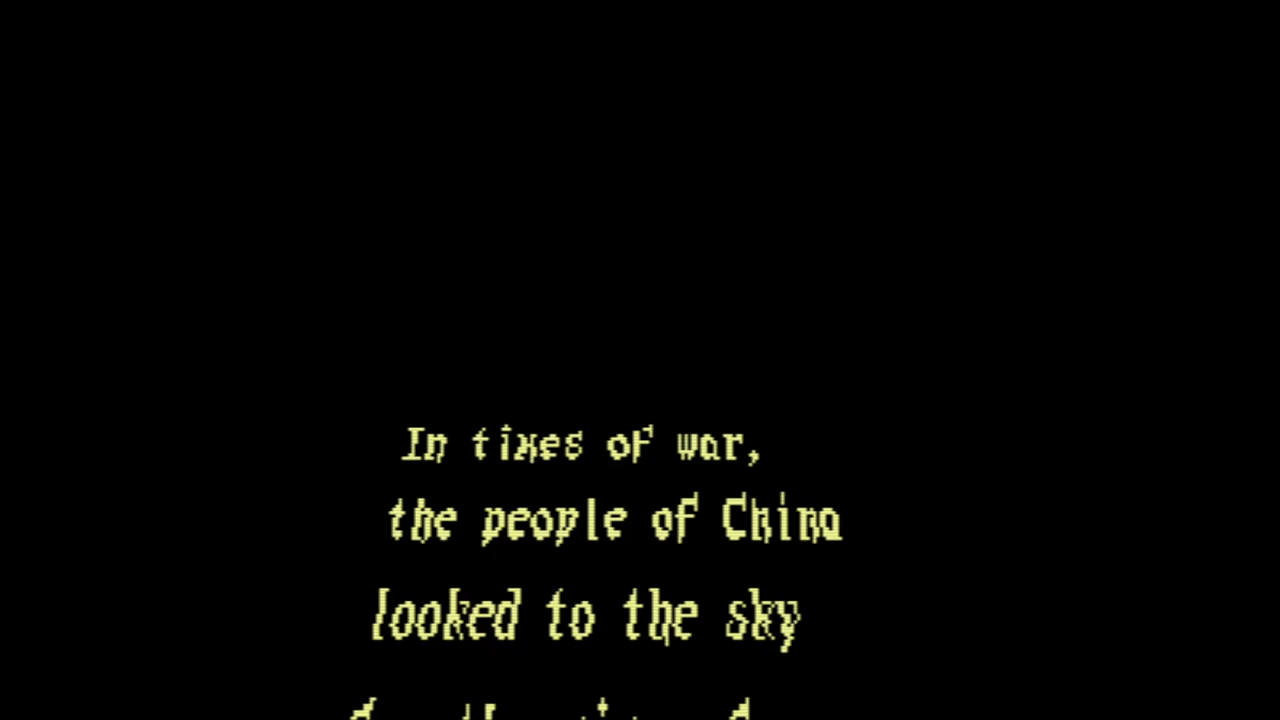 In times of war,
the people of China
looked to the sky